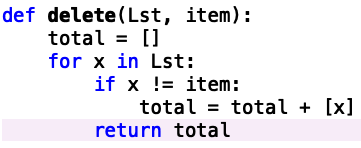 def delete(Lst, item):
    total = []
    for x in Lst:
        if x != item:
            total = total + [x]
        return total